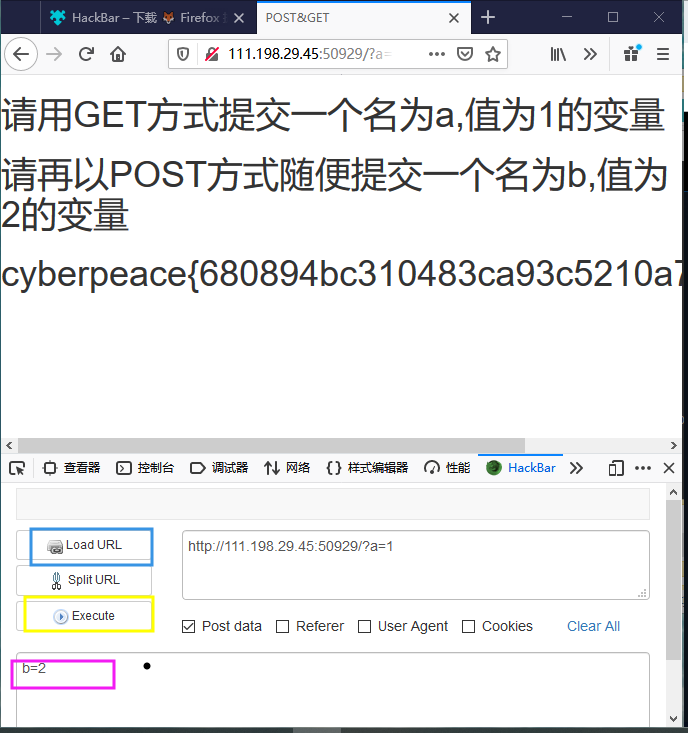 HackBar – 下载
Firefox
POST&GET
111.198.29.45:50929/?a=
请用GET方式提交一个名为a,值为1的变量
请再以POST方式随便提交一个名为b,值为
2的变量
cyberpeace{680894bc310483ca93c5210a7
查看器 控制台 调试器 网络 样式编辑器 性能 HackBar
Load URL
http://111.198.29.45:50929/?a=1
Split URL
Execute
Post data Referer User Agent Cookies Clear All
b=2